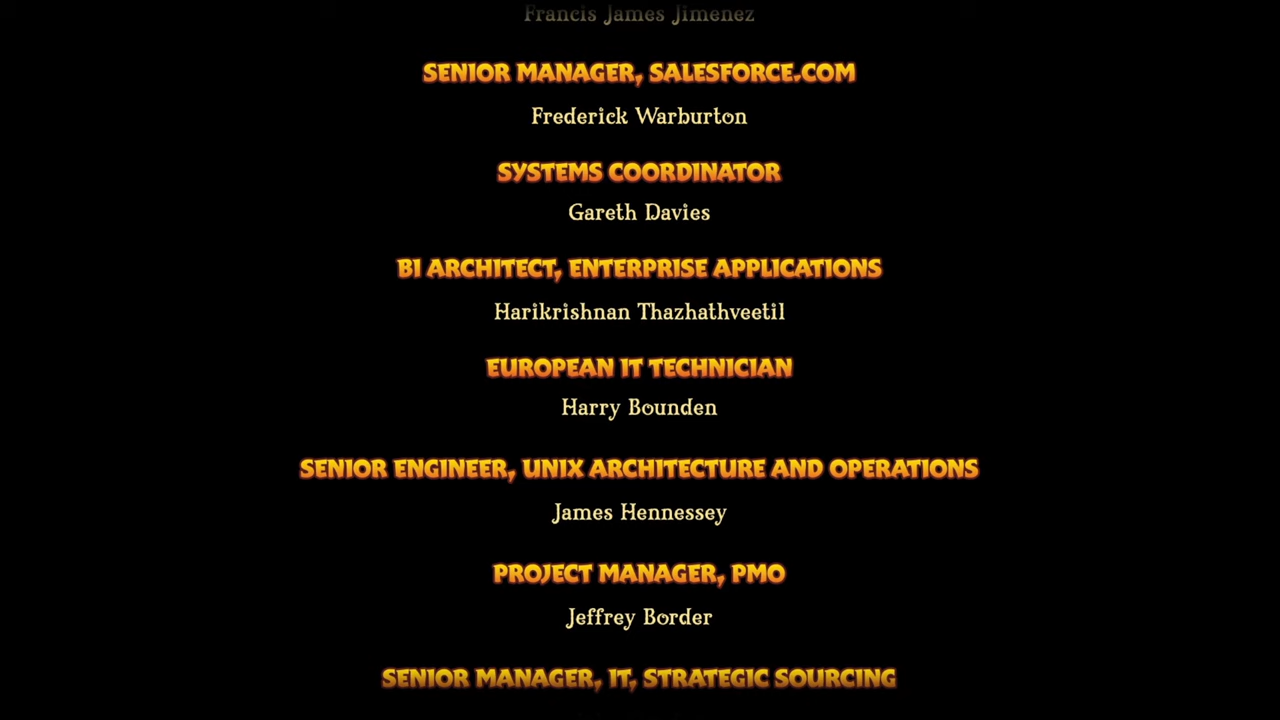 Francis James Jimenez
SENIOR MANAGER, SALESFORCE.COM
Frederick Warburton
SYSTEMS COORDINATOR
Gareth Davies
BI ARCHITECT, ENTERPRISE APPLICATIONS
Harikrishnan Thazhathveetil
EUROPEAN IT TECHNICIAN
Harry Bounden
SENIOR ENGINEER, UNIX ARCHITECTURE AND OPERATIONS
James Hennessey
PROJECT MANAGER, PMO
Jeffrey Border
SENIOR MANAGER, IT, STRATEGIC SOURCING